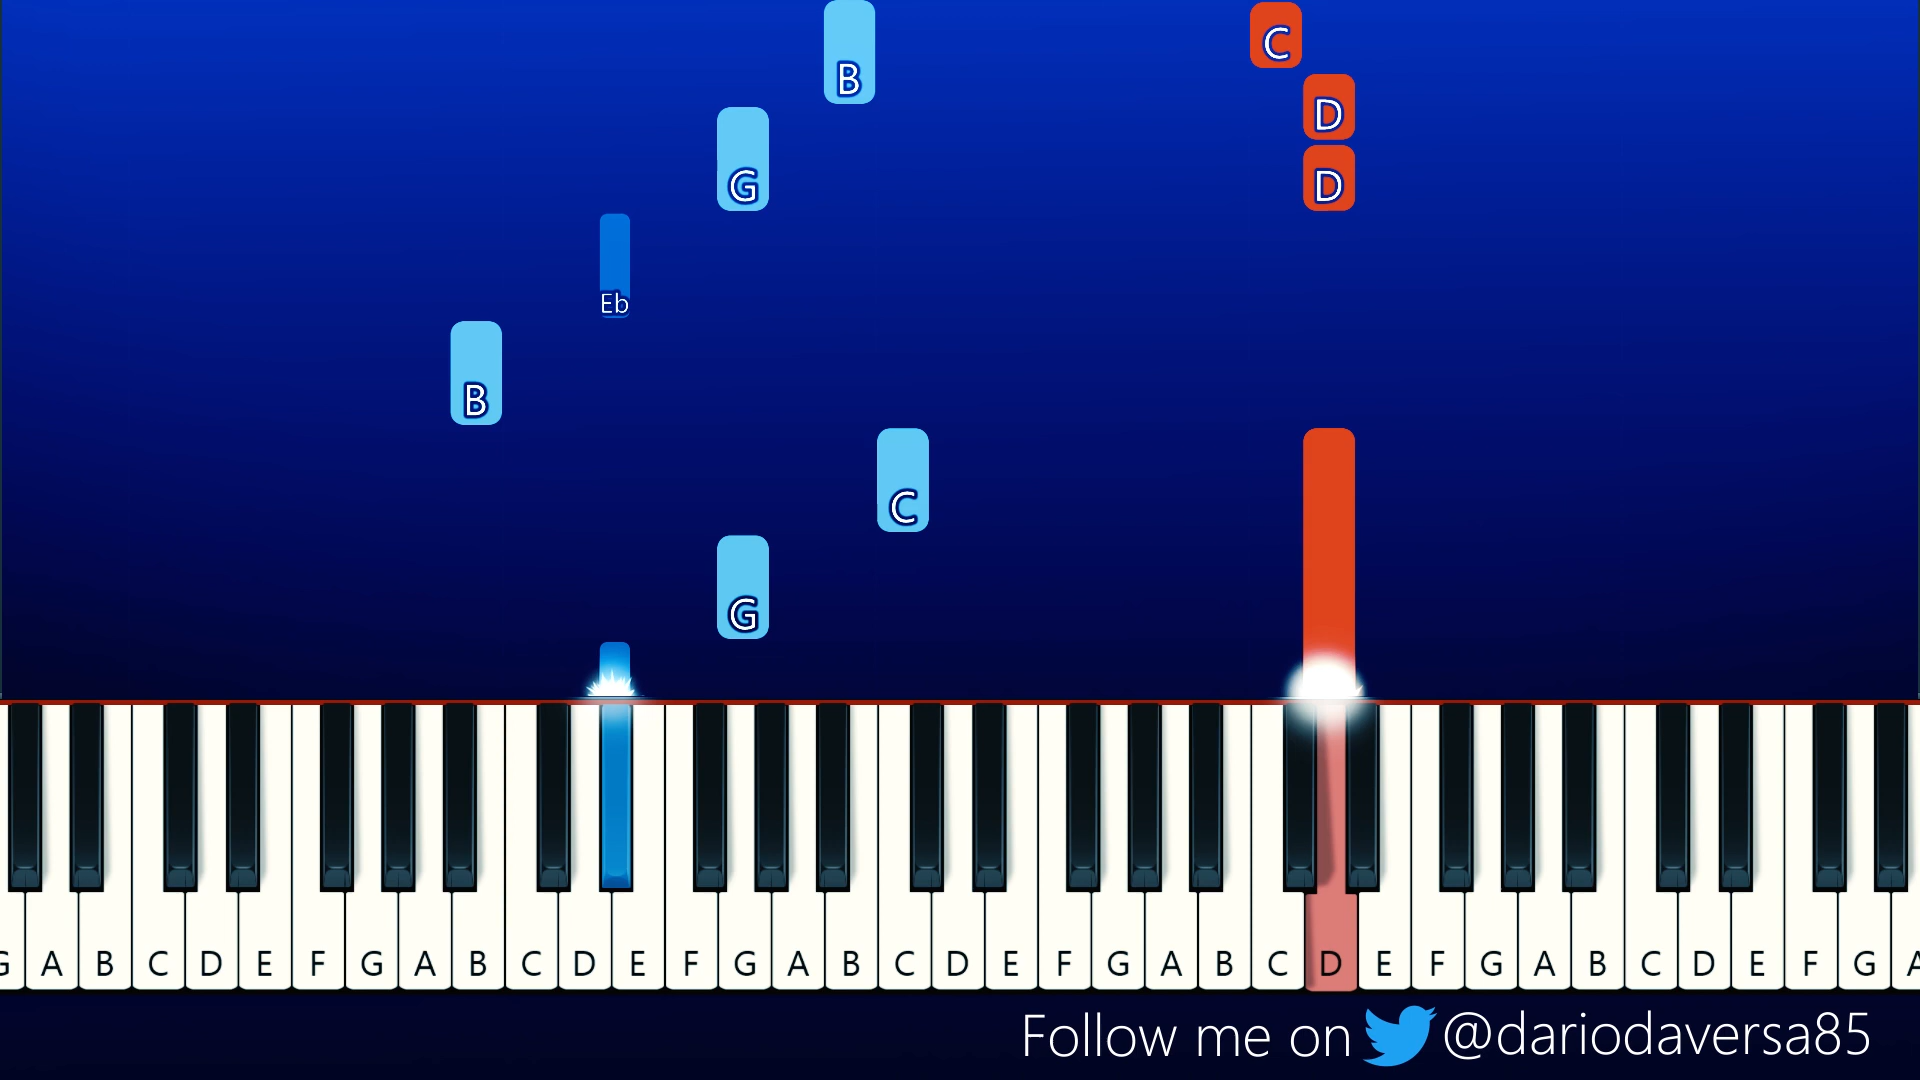 B C
D
G D
Eb
B
C
G
G A B C D E F G A B C D E F G A B C D E F G A B C D E F G A B C D E F G A
Follow me on @dariodaversa85